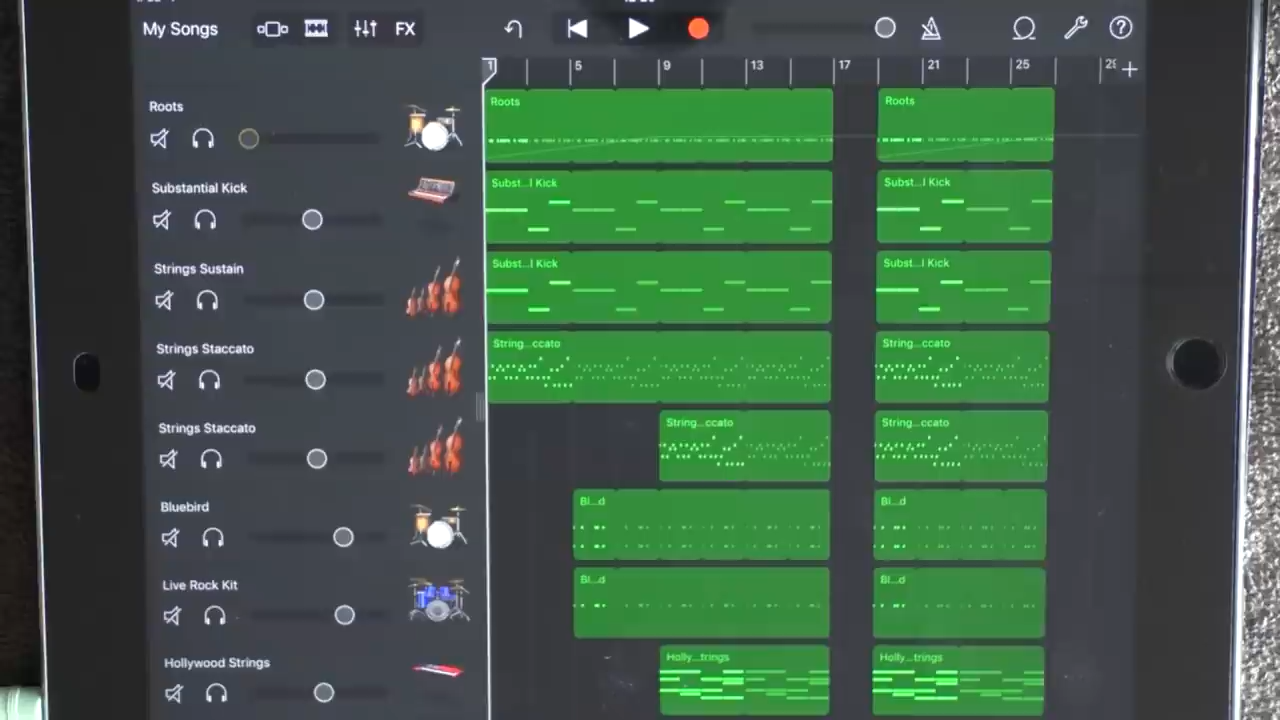 My Songs FX ?
1 5 9 13 17 21 25 +
Roots Roots Roots
Substantial Kick Subst...l Kick Subst...l Kick
Strings Sustain Subst...l Kick Subst...l Kick
Strings Staccato String...ccato String...ccato
Strings Staccato String...ccato String...ccato
Bluebird Bl...d Bl...d
Live Rock Kit Bl...d Bl...d
Hollywood Strings Holly...trings Holly...trings